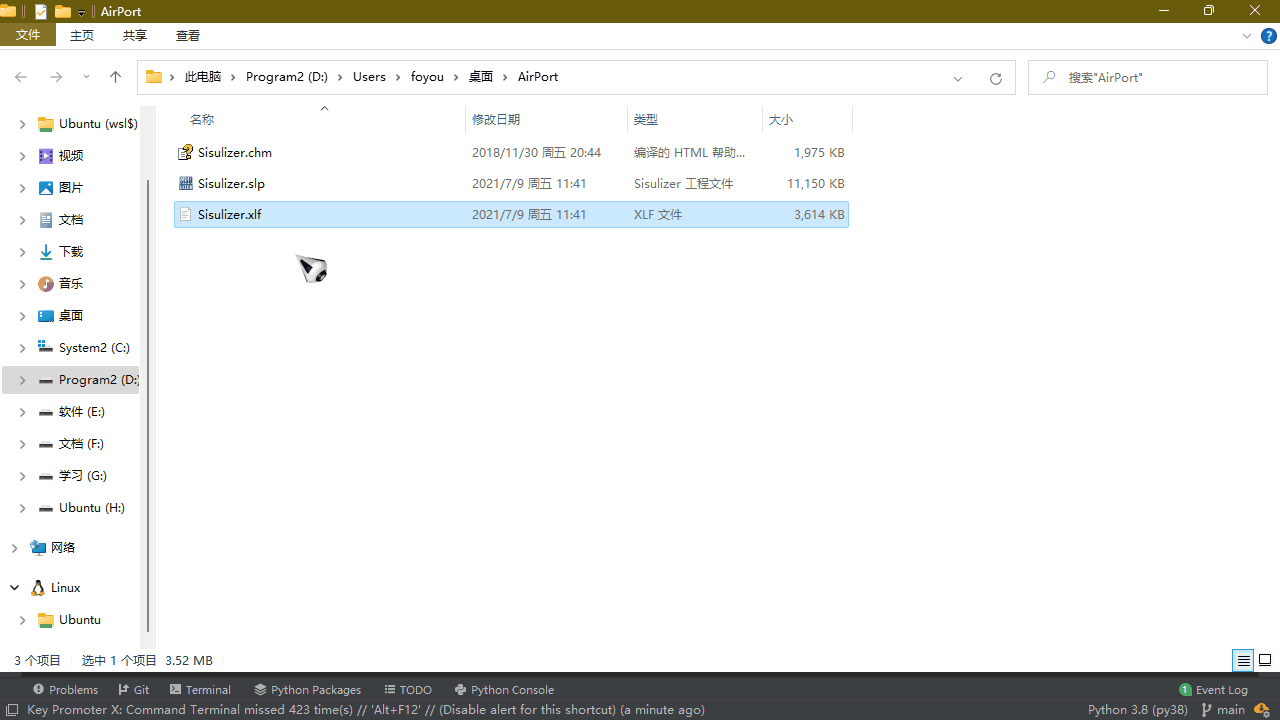 AirPort
文件 主页 共享 查看
此电脑 Program2 (D:) Users foyou 桌面 AirPort 搜索"AirPort"
名称 修改日期 类型 大小
Sisulizer.chm 2018/11/30 周五 20:44 编译的 HTML 帮助... 1,975 KB
Sisulizer.slp 2021/7/9 周五 11:41 Sisulizer 工程文件 11,150 KB
Sisulizer.xlf 2021/7/9 周五 11:41 XLF 文件 3,614 KB
Ubuntu (wsl$)
视频
图片
文档
下载
音乐
桌面
System2 (C:)
Program2 (D:)
软件 (E:)
文档 (F:)
学习 (G:)
Ubuntu (H:)
网络
Linux
Ubuntu
3 个项目 选中 1 个项目 3.52 MB
Problems Git Terminal Python Packages TODO Python Console 1 Event Log
Key Promoter X: Command Terminal missed 423 time(s) // 'Alt+F12' // (Disable alert for this shortcut) (a minute ago) Python 3.8 (py38) main